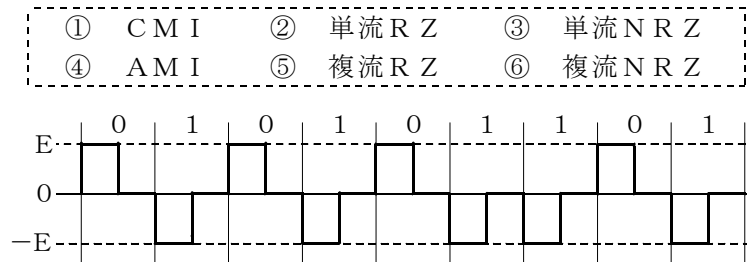 ① ＣＭＩ ② 単流ＲＺ ③ 単流ＮＲＺ
④ ＡＭＩ ⑤ 複流ＲＺ ⑥ 複流ＮＲＺ
0 1 0 1 0 1 1 0 1
E
0
－E